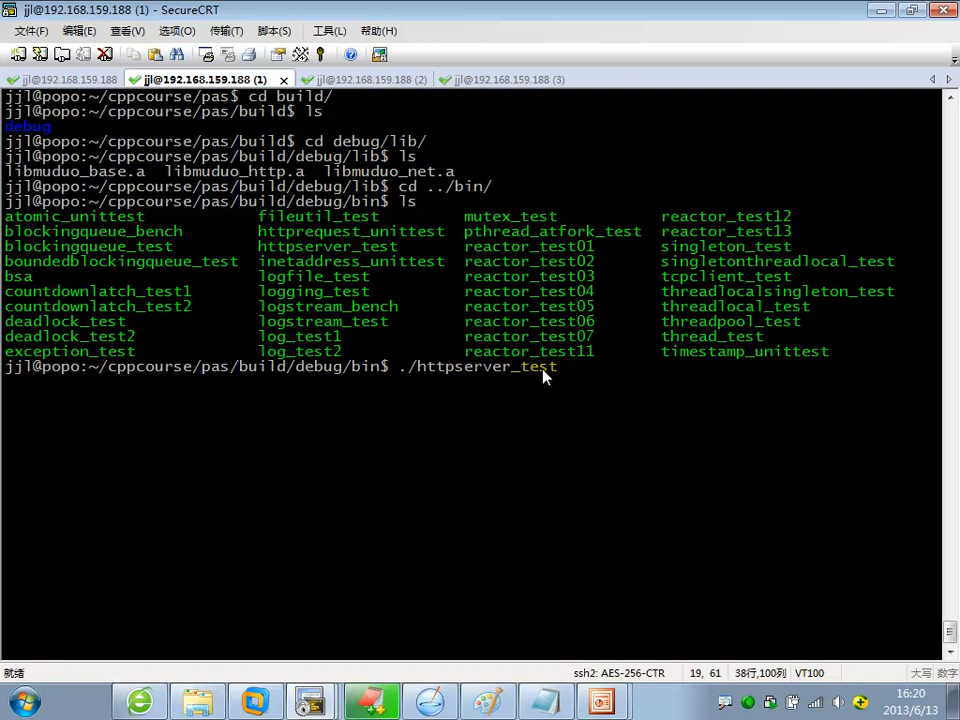 jjl@192.168.159.188 (1) - SecureCRT
文件(F) 编辑(E) 查看(V) 选项(O) 传输(T) 脚本(S) 工具(L) 帮助(H)
jjl@192.168.159.188 jjl@192.168.159.188 (1) jjl@192.168.159.188 (2) jjl@192.168.159.188 (3)
jjl@popo:~/cppcourse/pas$ cd build/
jjl@popo:~/cppcourse/pas/build$ ls
debug
jjl@popo:~/cppcourse/pas/build$ cd debug/lib/
jjl@popo:~/cppcourse/pas/build/debug/lib$ ls
libmuduo_base.a libmuduo_http.a libmuduo_net.a
jjl@popo:~/cppcourse/pas/build/debug/lib$ cd ../bin/
jjl@popo:~/cppcourse/pas/build/debug/bin$ ls
atomic_unittest fileutil_test mutex_test reactor_test12
blockingqueue_bench httprequest_unittest pthread_atfork_test reactor_test13
blockingqueue_test httpserver_test reactor_test01 singleton_test
boundedblockingqueue_test inetaddress_unittest reactor_test02 singletonthreadlocal_test
bsa logfile_test reactor_test03 tcpclient_test
countdownlatch_test1 logging_test reactor_test04 threadlocalsingleton_test
countdownlatch_test2 logstream_bench reactor_test05 threadlocal_test
deadlock_test logstream_test reactor_test06 threadpool_test
deadlock_test2 log_test1 reactor_test07 thread_test
exception_test log_test2 reactor_test11 timestamp_unittest
jjl@popo:~/cppcourse/pas/build/debug/bin$ ./httpserver_test
就绪 ssh2: AES-256-CTR 19, 61 38行,100列 VT100 大写 数字
16:20
2013/6/13